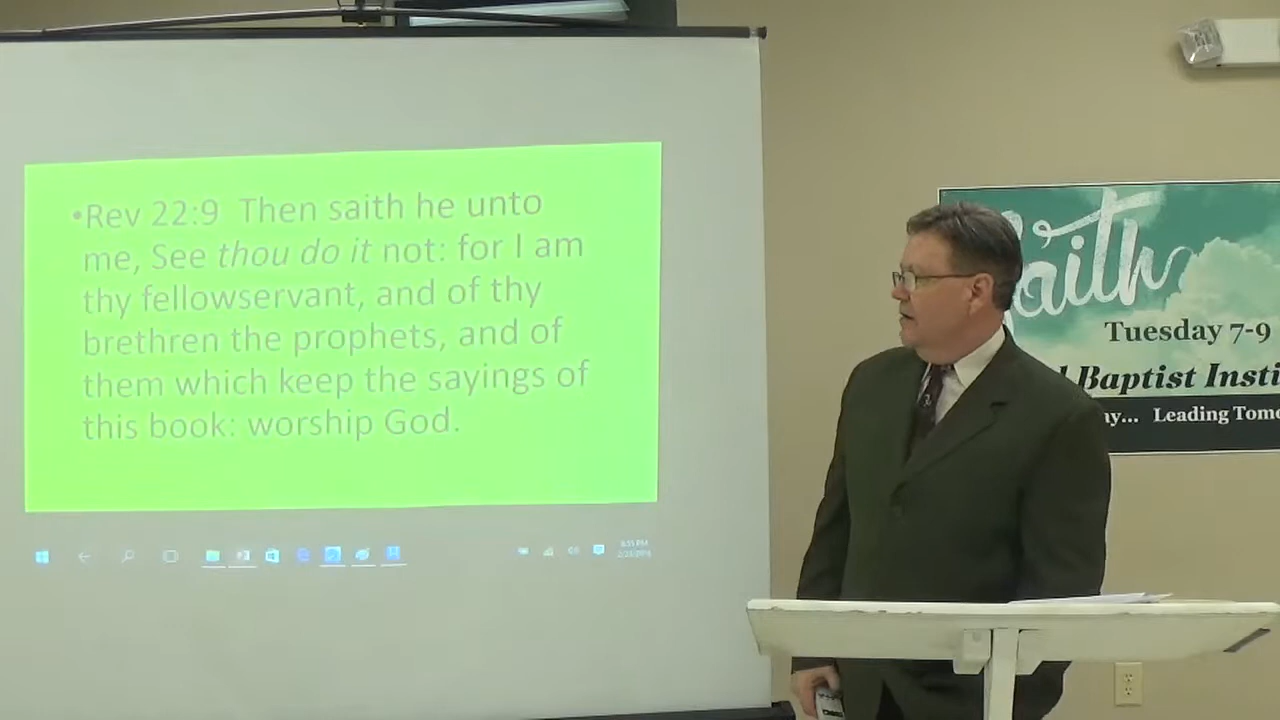 •Rev 22:9 Then saith he unto
me, See thou do it not: for I am
thy fellowservant, and of thy
brethren the prophets, and of
them which keep the sayings of
this book: worship God.
Faith
Tuesday 7-9
Baptist Insti
ay... Leading Tomo